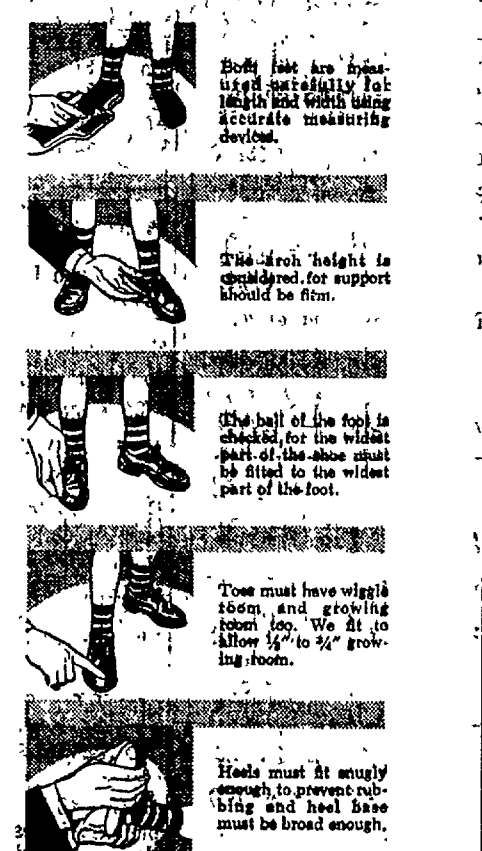 Both feet are meas-
ured carefully for
length and width using
accurate measuring
devices.
The arch height is
considered for support
should be firm.
The ball of the foot is
checked for the widest
part of the shoe must
be fitted to the widest
part of the foot.
Toes must have wiggle
room and growing
room too. We fit to
allow ½" to ¾" grow-
ing room.
Heels must fit snugly
enough to prevent rub-
bing and heel base
must be broad enough.